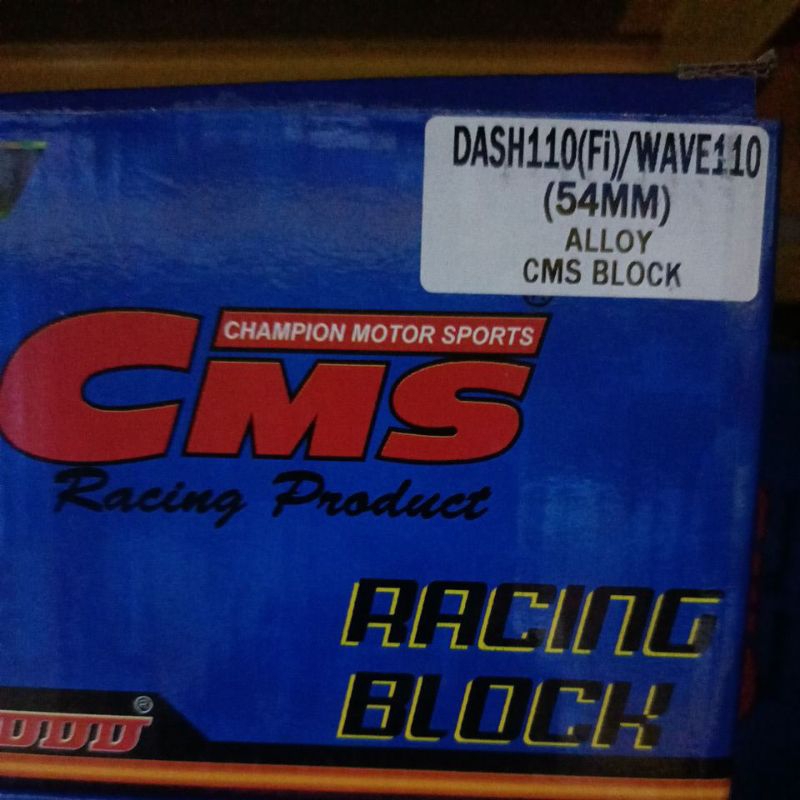 DASH110(Fi)/WAVE110
(54MM)
ALLOY
CMS BLOCK
®
CHAMPION MOTOR SPORTS
CMS
Racing Product
RACING
BLOCK
®